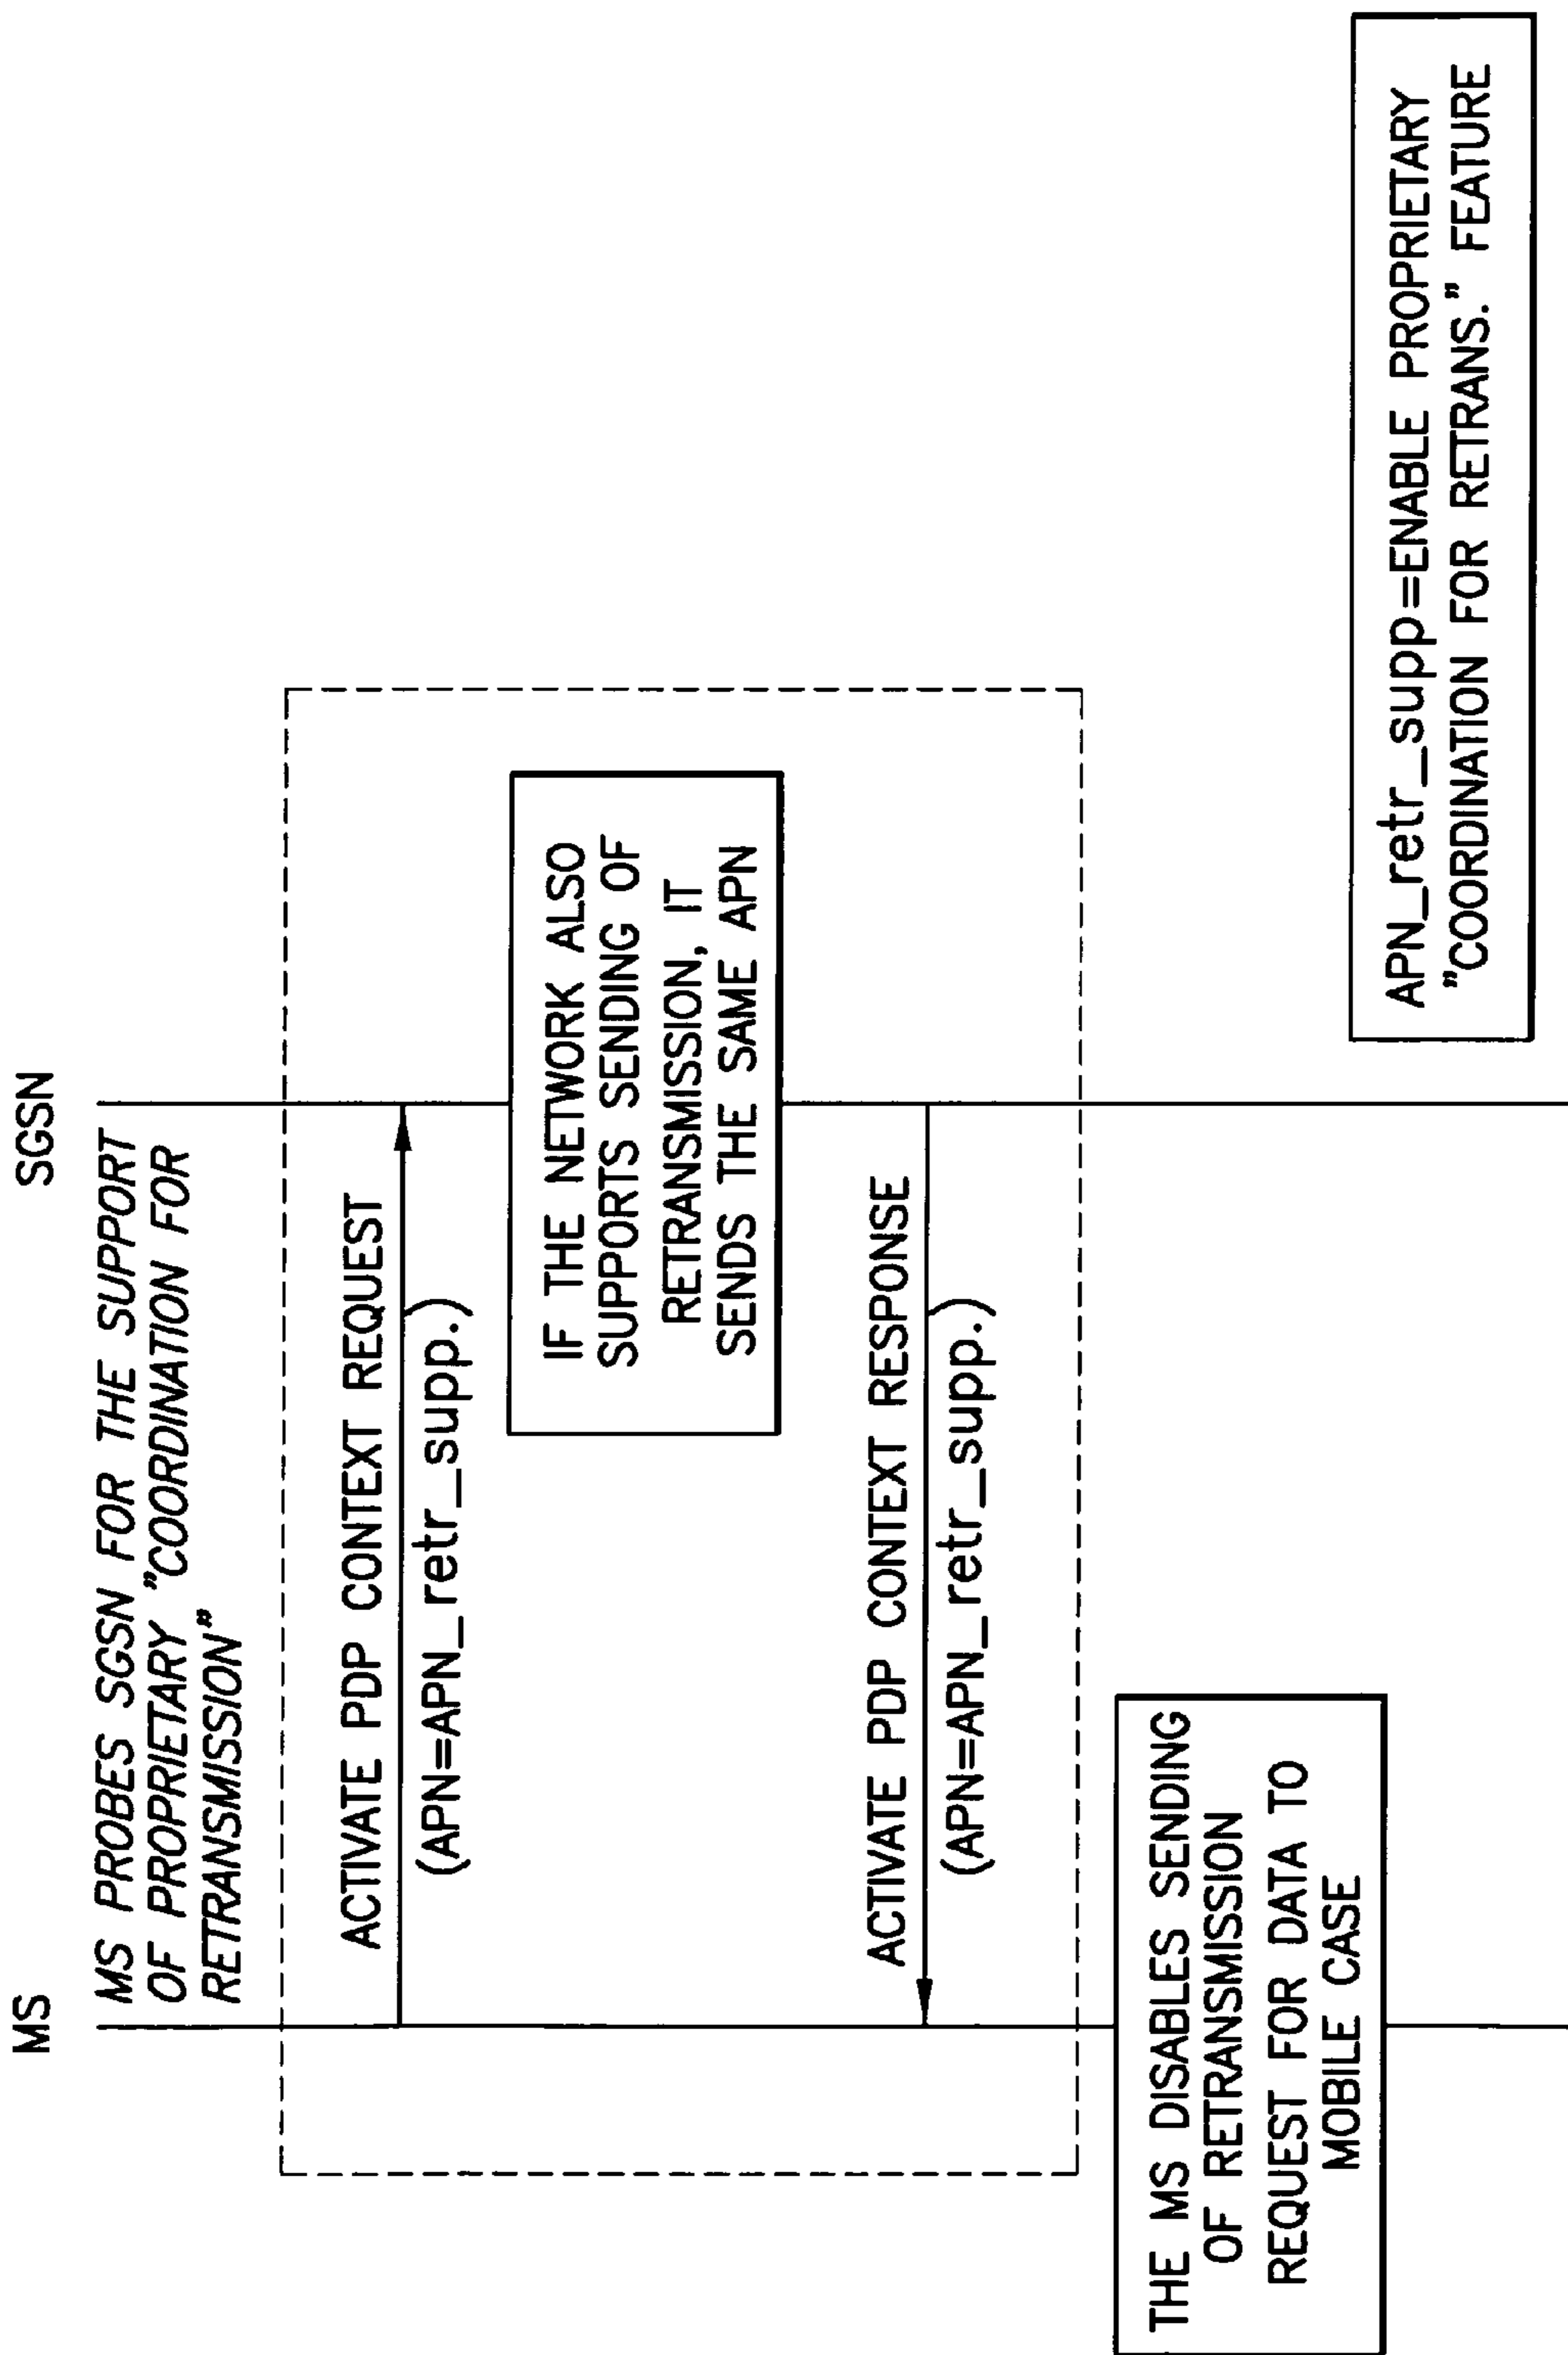 MS
SGSN
MS PROBES SGSN FOR THE SUPPORT
OF PROPRIETARY "COORDINATION FOR
RETRANSMISSION"
ACTIVATE PDP CONTEXT REQUEST
(APN=APN_retr_supp.)
IF THE NETWORK ALSO
SUPPORTS SENDING OF
RETRANSMISSION, IT
SENDS THE SAME APN
ACTIVATE PDP CONTEXT RESPONSE
(APN=APN_retr_supp.)
THE MS DISABLES SENDING
OF RETRANSMISSION
REQUEST FOR DATA TO
MOBILE CASE
APN_retr_supp=ENABLE PROPRIETARY
"COORDINATION FOR RETRANS." FEATURE